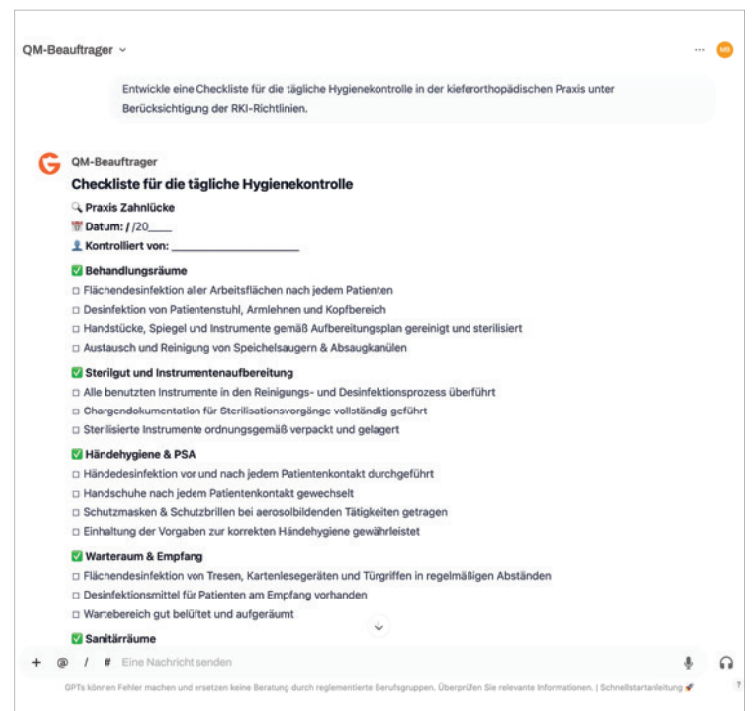 QM-Beauftrager
MB
Entwickle eine Checkliste für die tägliche Hygienekontrolle in der kieferorthopädischen Praxis unter
Berücksichtigung der RKI-Richtlinien.
QM-Beauftrager
Checkliste für die tägliche Hygienekontrolle
Praxis Zahnlücke
Datum: / /20____
Kontrolliert von: ____________________
Behandlungsräume
Flächendesinfektion aller Arbeitsflächen nach jedem Patienten
Desinfektion von Patientenstuhl, Armlehnen und Kopfbereich
Handstücke, Spiegel und Instrumente gemäß Aufbereitungsplan gereinigt und sterilisiert
Austausch und Reinigung von Speichelsaugern & Absaugkanülen
Sterilgut und Instrumentenaufbereitung
Alle benutzten Instrumente in den Reinigungs- und Desinfektionsprozess überführt
Chargendokumentation für Sterilisationsvorgänge vollständig geführt
Sterilisierte Instrumente ordnungsgemäß verpackt und gelagert
Händehygiene & PSA
Händedesinfektion vor und nach jedem Patientenkontakt durchgeführt
Handschuhe nach jedem Patientenkontakt gewechselt
Schutzmasken & Schutzbrillen bei aerosolbildenden Tätigkeiten getragen
Einhaltung der Vorgaben zur korrekten Händehygiene gewährleistet
Warteraum & Empfang
Flächendesinfektion von Tresen, Kartenlesegeräten und Türgriffen in regelmäßigen Abständen
Desinfektionsmittel für Patienten am Empfang vorhanden
Wartebereich gut belüftet und aufgeräumt
Sanitärräume
+ @ / # Eine Nachricht senden
GPTs können Fehler machen und ersetzen keine Beratung durch reglementierte Berufsgruppen. Überprüfen Sie relevante Informationen. | Schnellstartanleitung 🚀
?